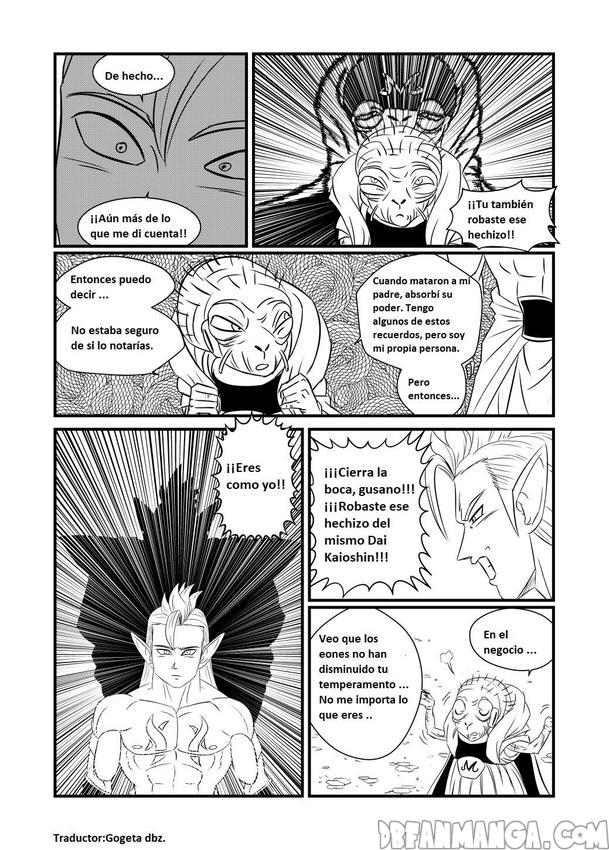 De hecho...
¡¡Aún más de lo
que me di cuenta!!
M
¡¡Tu también
robaste ese
hechizo!!
Entonces puedo
decir ...
No estaba seguro
de si lo notarías.
Cuando mataron a mi
padre, absorbí su
poder. Tengo
algunos de estos
recuerdos, pero soy
mi propia persona.
Pero
entonces...
¡¡Eres
como yo!!
¡¡¡Cierra la
boca, gusano!!!
¡¡¡Robaste ese
hechizo del
mismo Dai
Kaioshin!!!
Veo que los
eones no han
disminuido tu
temperamento ...
No me importa lo
que eres ..
En el
negocio ...
M
Traductor:Gogeta dbz.
DBFANMANGA.COM